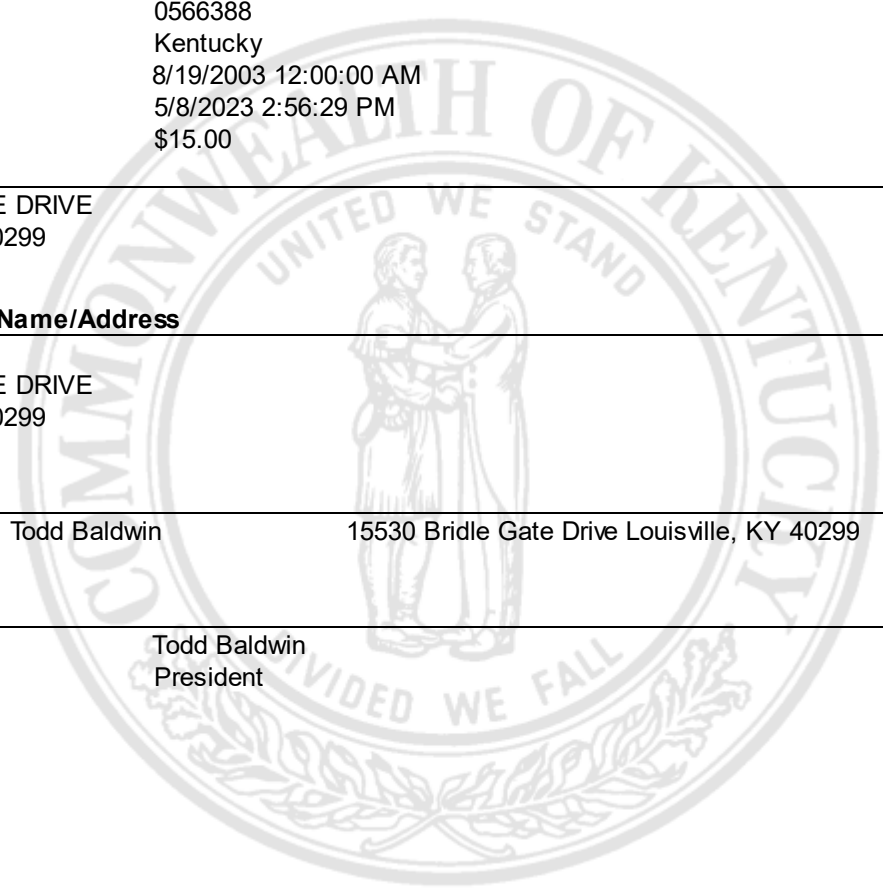 0566388
Kentucky
8/19/2003 12:00:00 AM
5/8/2023 2:56:29 PM
$15.00
E DRIVE
0299
Name/Address
E DRIVE
0299
Todd Baldwin 15530 Bridle Gate Drive Louisville, KY 40299
Todd Baldwin
President
COMMONWEALTH OF KENTUCKY
UNITED WE STAND
DIVIDED WE FALL